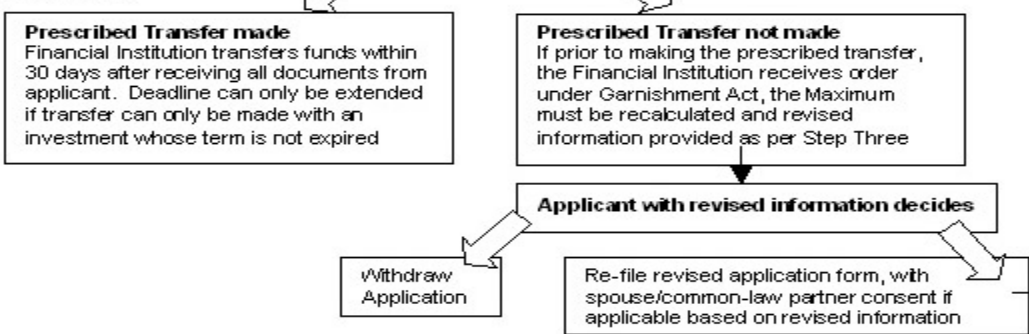 Prescribed Transfer made
Financial Institution transfers funds within
30 days after receiving all documents from
applicant. Deadline can only be extended
if transfer can only be made with an
investment whose term is not expired
Prescribed Transfer not made
If prior to making the prescribed transfer,
the Financial Institution receives order
under Garnishment Act, the Maximum
must be recalculated and revised
information provided as per Step Three
Applicant with revised information decides
Withdraw
Application
Re-file revised application form, with
spouse/common-law partner consent if
applicable based on revised information